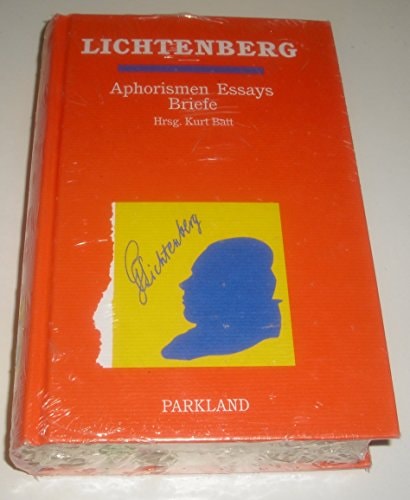 LICHTENBERG
Aphorismen Essays
Briefe
Hrsg. Kurt Batt
Lichtenberg
PARKLAND